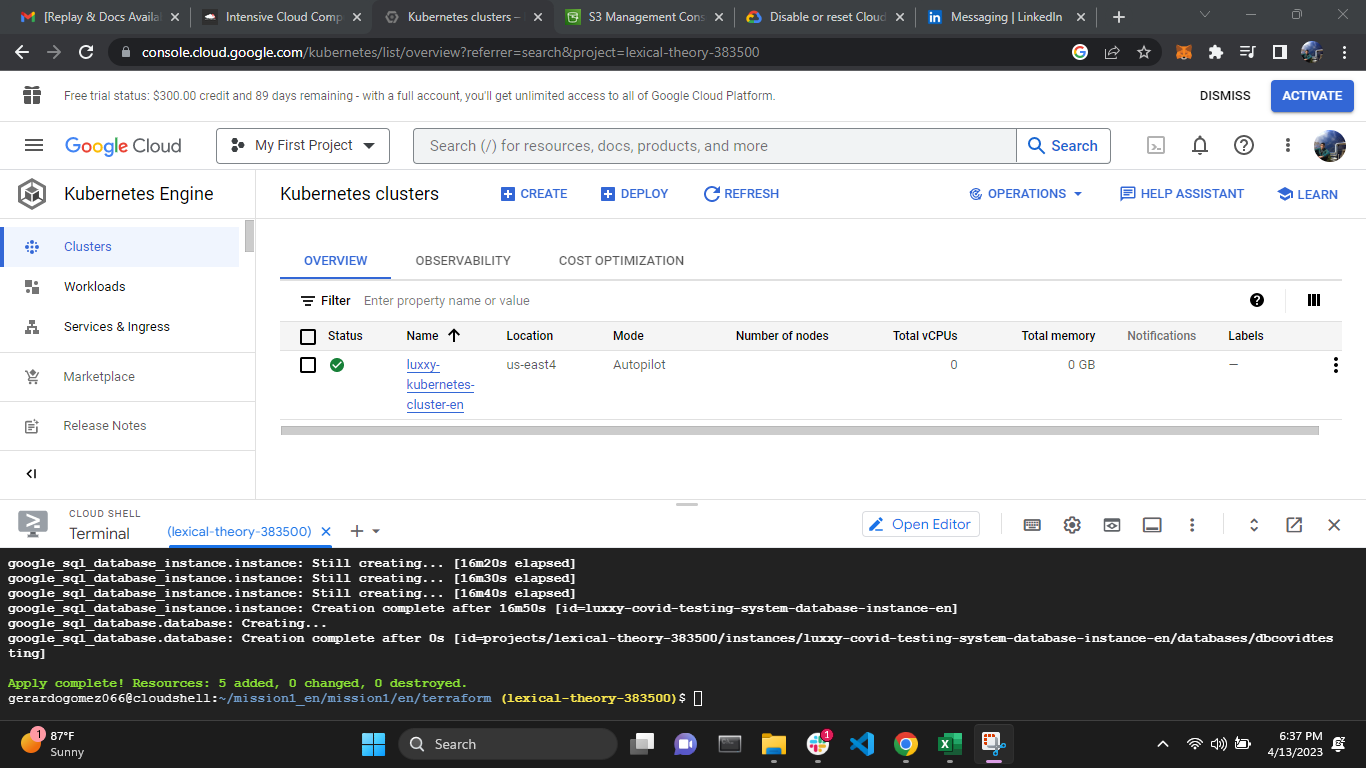 [Replay & Docs Availa
Intensive Cloud Comp
Kubernetes clusters –
S3 Management Cons
Disable or reset Cloud
Messaging | LinkedIn
console.cloud.google.com/kubernetes/list/overview?referrer=search&project=lexical-theory-383500
Free trial status: $300.00 credit and 89 days remaining - with a full account, you'll get unlimited access to all of Google Cloud Platform.
DISMISS
ACTIVATE
Google Cloud
My First Project
Search (/) for resources, docs, products, and more
Search
Kubernetes Engine
Kubernetes clusters
CREATE
DEPLOY
REFRESH
OPERATIONS
HELP ASSISTANT
LEARN
Clusters
Workloads
Services & Ingress
Marketplace
Release Notes
OVERVIEW
OBSERVABILITY
COST OPTIMIZATION
Filter Enter property name or value
Status Name Location Mode Number of nodes Total vCPUs Total memory Notifications Labels
luxxy- us-east4 Autopilot 0 0 GB —
kubernetes-
cluster-en
CLOUD SHELL
Terminal
(lexical-theory-383500)
Open Editor
google_sql_database_instance.instance: Still creating... [16m20s elapsed]
google_sql_database_instance.instance: Still creating... [16m30s elapsed]
google_sql_database_instance.instance: Still creating... [16m40s elapsed]
google_sql_database_instance.instance: Creation complete after 16m50s [id=luxxy-covid-testing-system-database-instance-en]
google_sql_database.database: Creating...
google_sql_database.database: Creation complete after 0s [id=projects/lexical-theory-383500/instances/luxxy-covid-testing-system-database-instance-en/databases/dbcovidtes
ting]
Apply complete! Resources: 5 added, 0 changed, 0 destroyed.
gerardogomez066@cloudshell:~/mission1_en/mission1/en/terraform (lexical-theory-383500)$
1
87°F
Sunny
Search
1
6:37 PM
4/13/2023